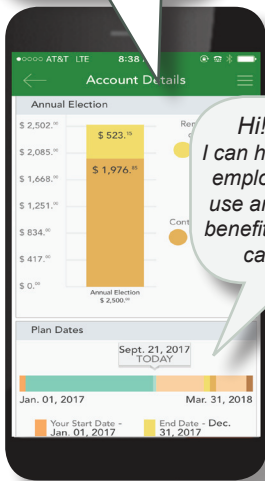 AT&T LTE 8:38
Account Details
Annual Election
$ 2,502.00
$ 2,085.00
$ 1,668.00
$ 1,251.00
$ 834.00
$ 417.00
$ 0.00
$ 523.15
$ 1,976.85
Annual Election
$ 2,500.00
Hi!
I can h
emplo
use an
benefit
ca
Plan Dates
Sept. 21, 2017
TODAY
Jan. 01, 2017 Mar. 31, 2018
Your Start Date - Jan. 01, 2017
End Date - Dec. 31, 2017